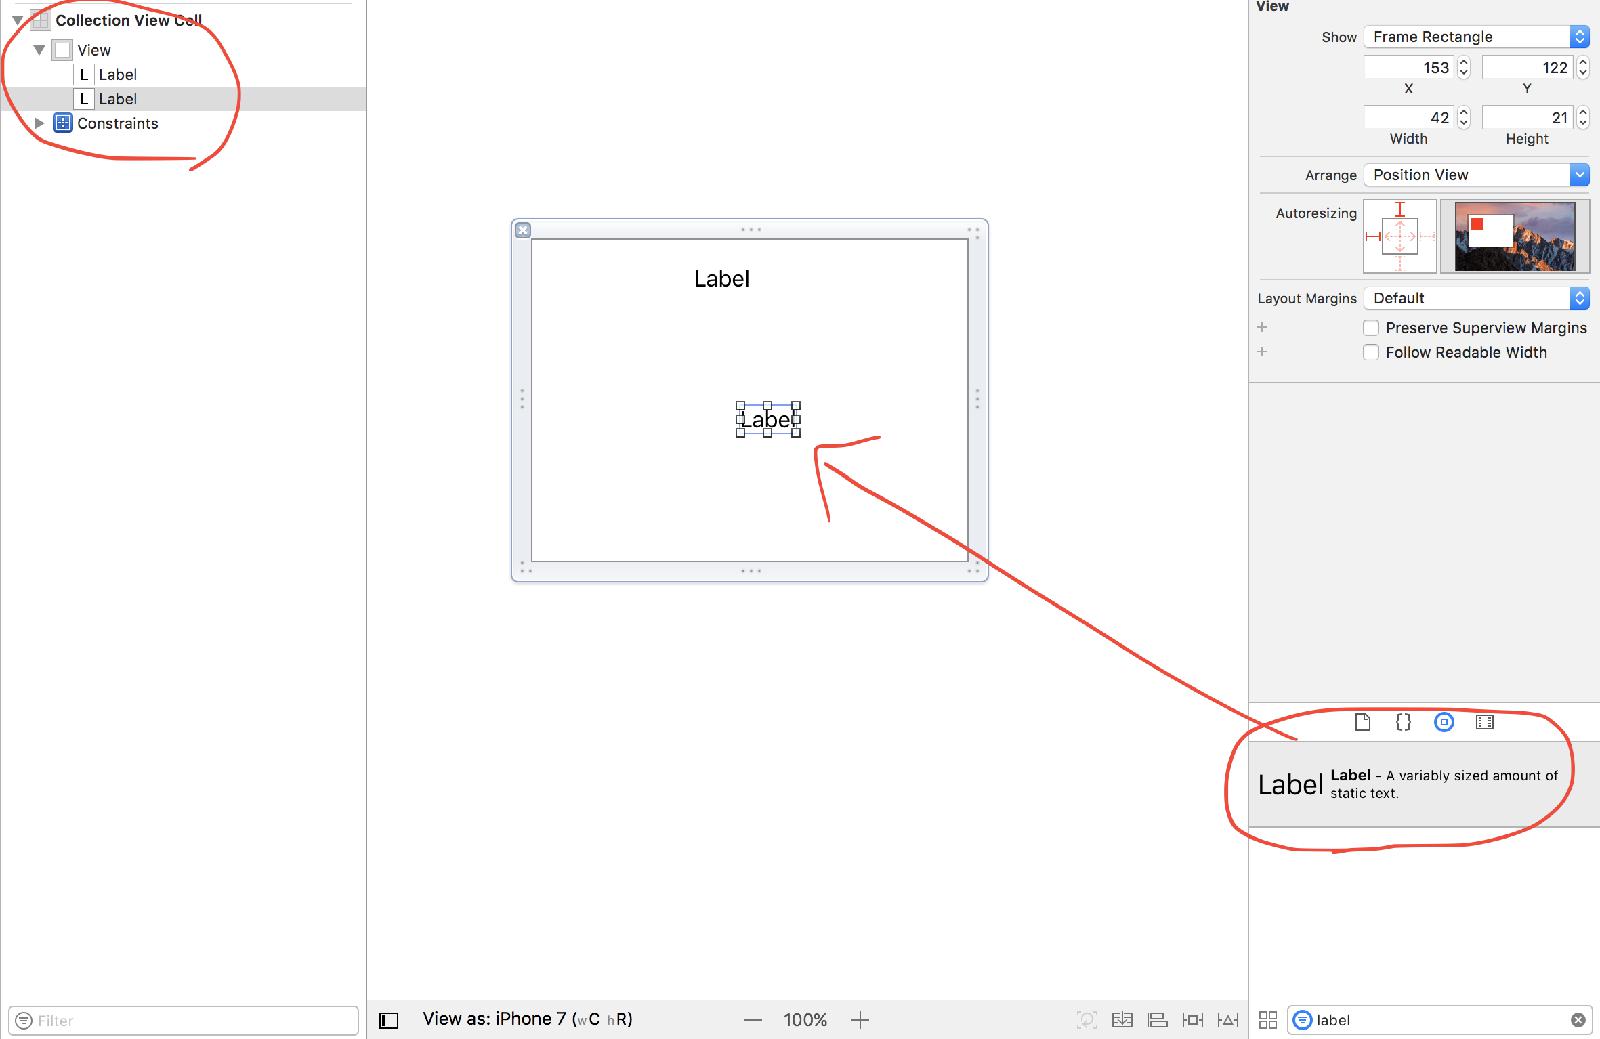 Collection View Cell
View
L Label
L Label
Constraints
Filter
Label
Label
View as: iPhone 7 (wC hR)
100%
View
Show Frame Rectangle
153 122
X Y
42 21
Width Height
Arrange Position View
Autoresizing
Layout Margins Default
Preserve Superview Margins
Follow Readable Width
Label Label - A variably sized amount of
static text.
label